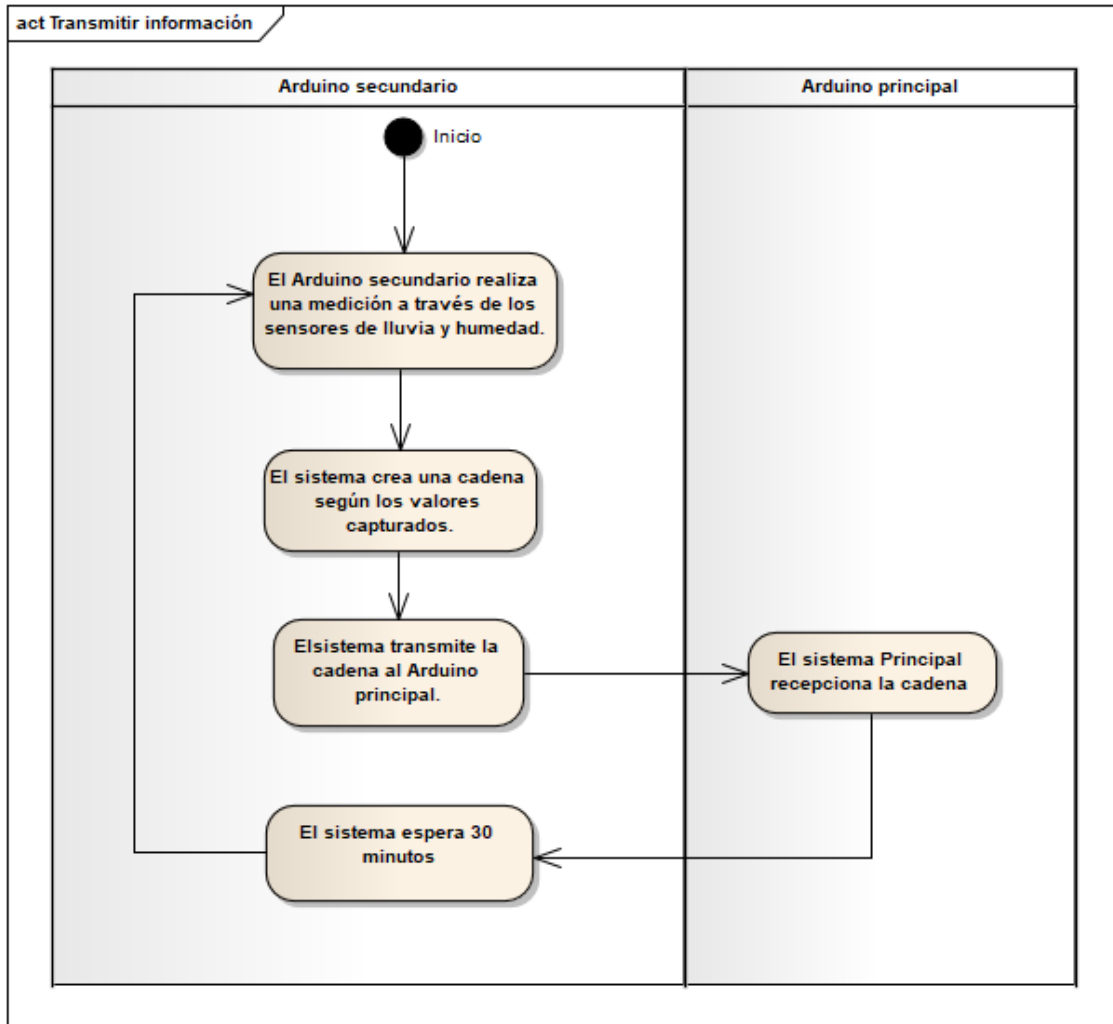 act Transmitir información
Arduino secundario
Arduino principal
Inicio
El Arduino secundario realiza
una medición a través de los
sensores de lluvia y humedad.
El sistema crea una cadena
según los valores
capturados.
Elsistema transmite la
cadena al Arduino
principal.
El sistema Principal
recepciona la cadena
El sistema espera 30
minutos